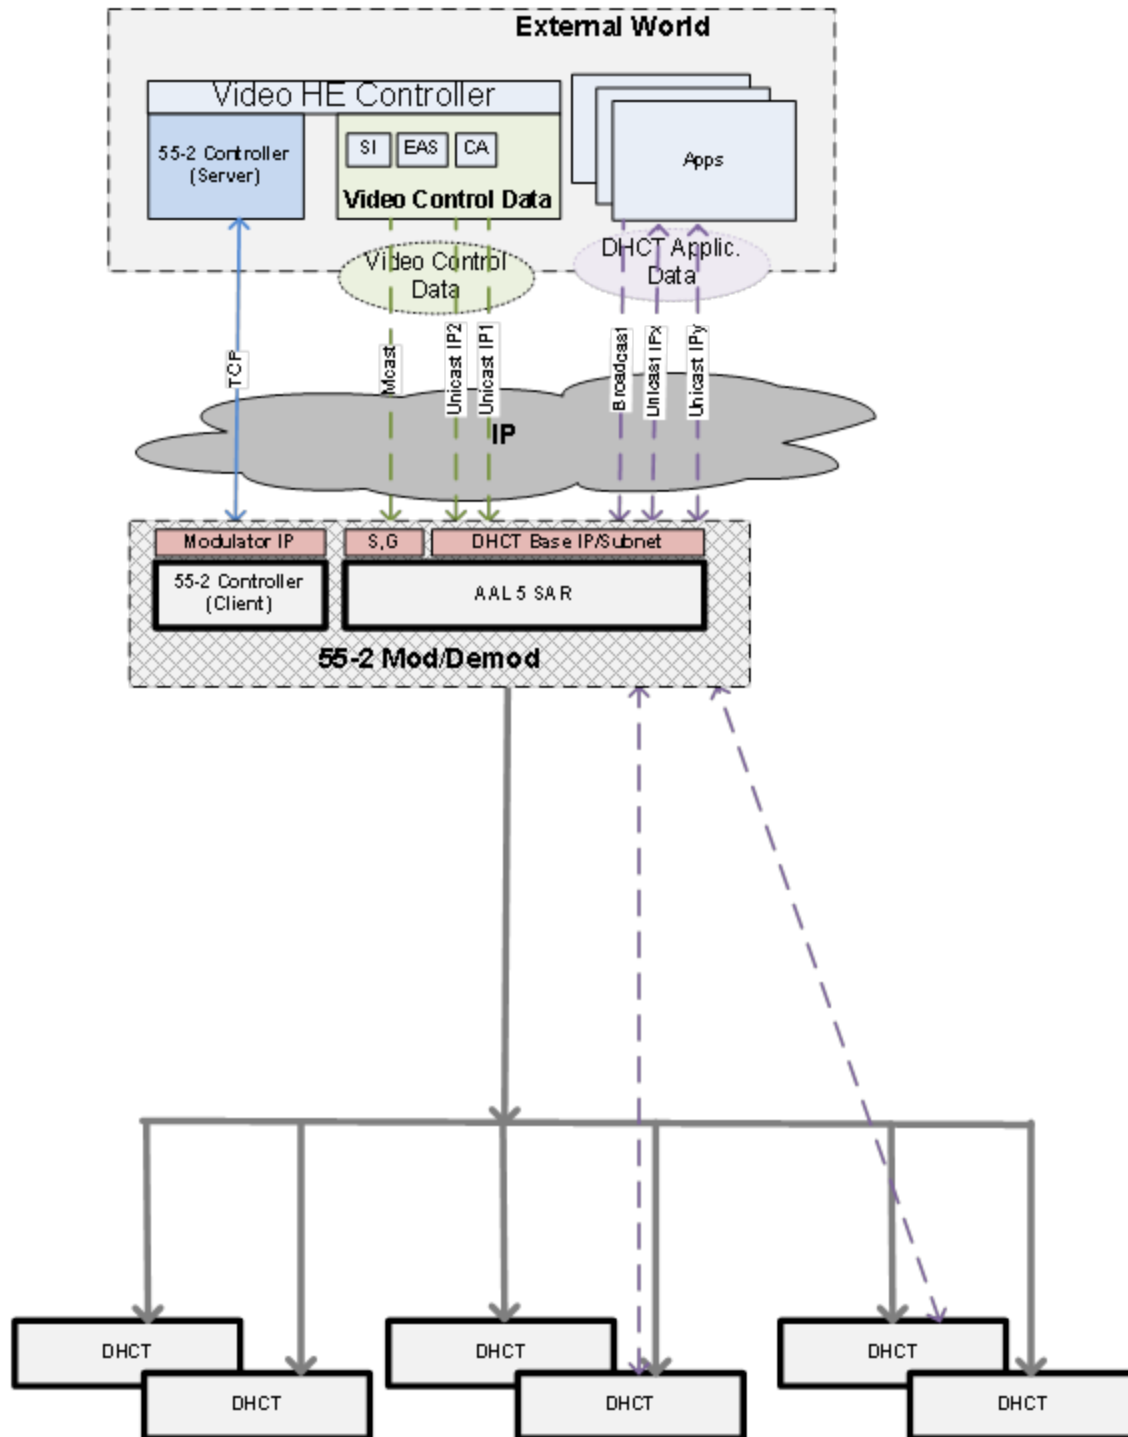 External World
Video HE Controller
55-2 Controller
(Server)
SI
EAS
CA
Video Control Data
Apps
Video Control
Data
DHCT Applic.
Data
TCP
Mcast
Unicast IP2
Unicast IP1
Broadcast
Unicast IPx
Unicast IPy
IP
Modulator IP
S,G
DHCT Base IP/Subnet
55-2 Controller
(Client)
AAL 5 SAR
55-2 Mod/Demod
DHCT
DHCT
DHCT
DHCT
DHCT
DHCT